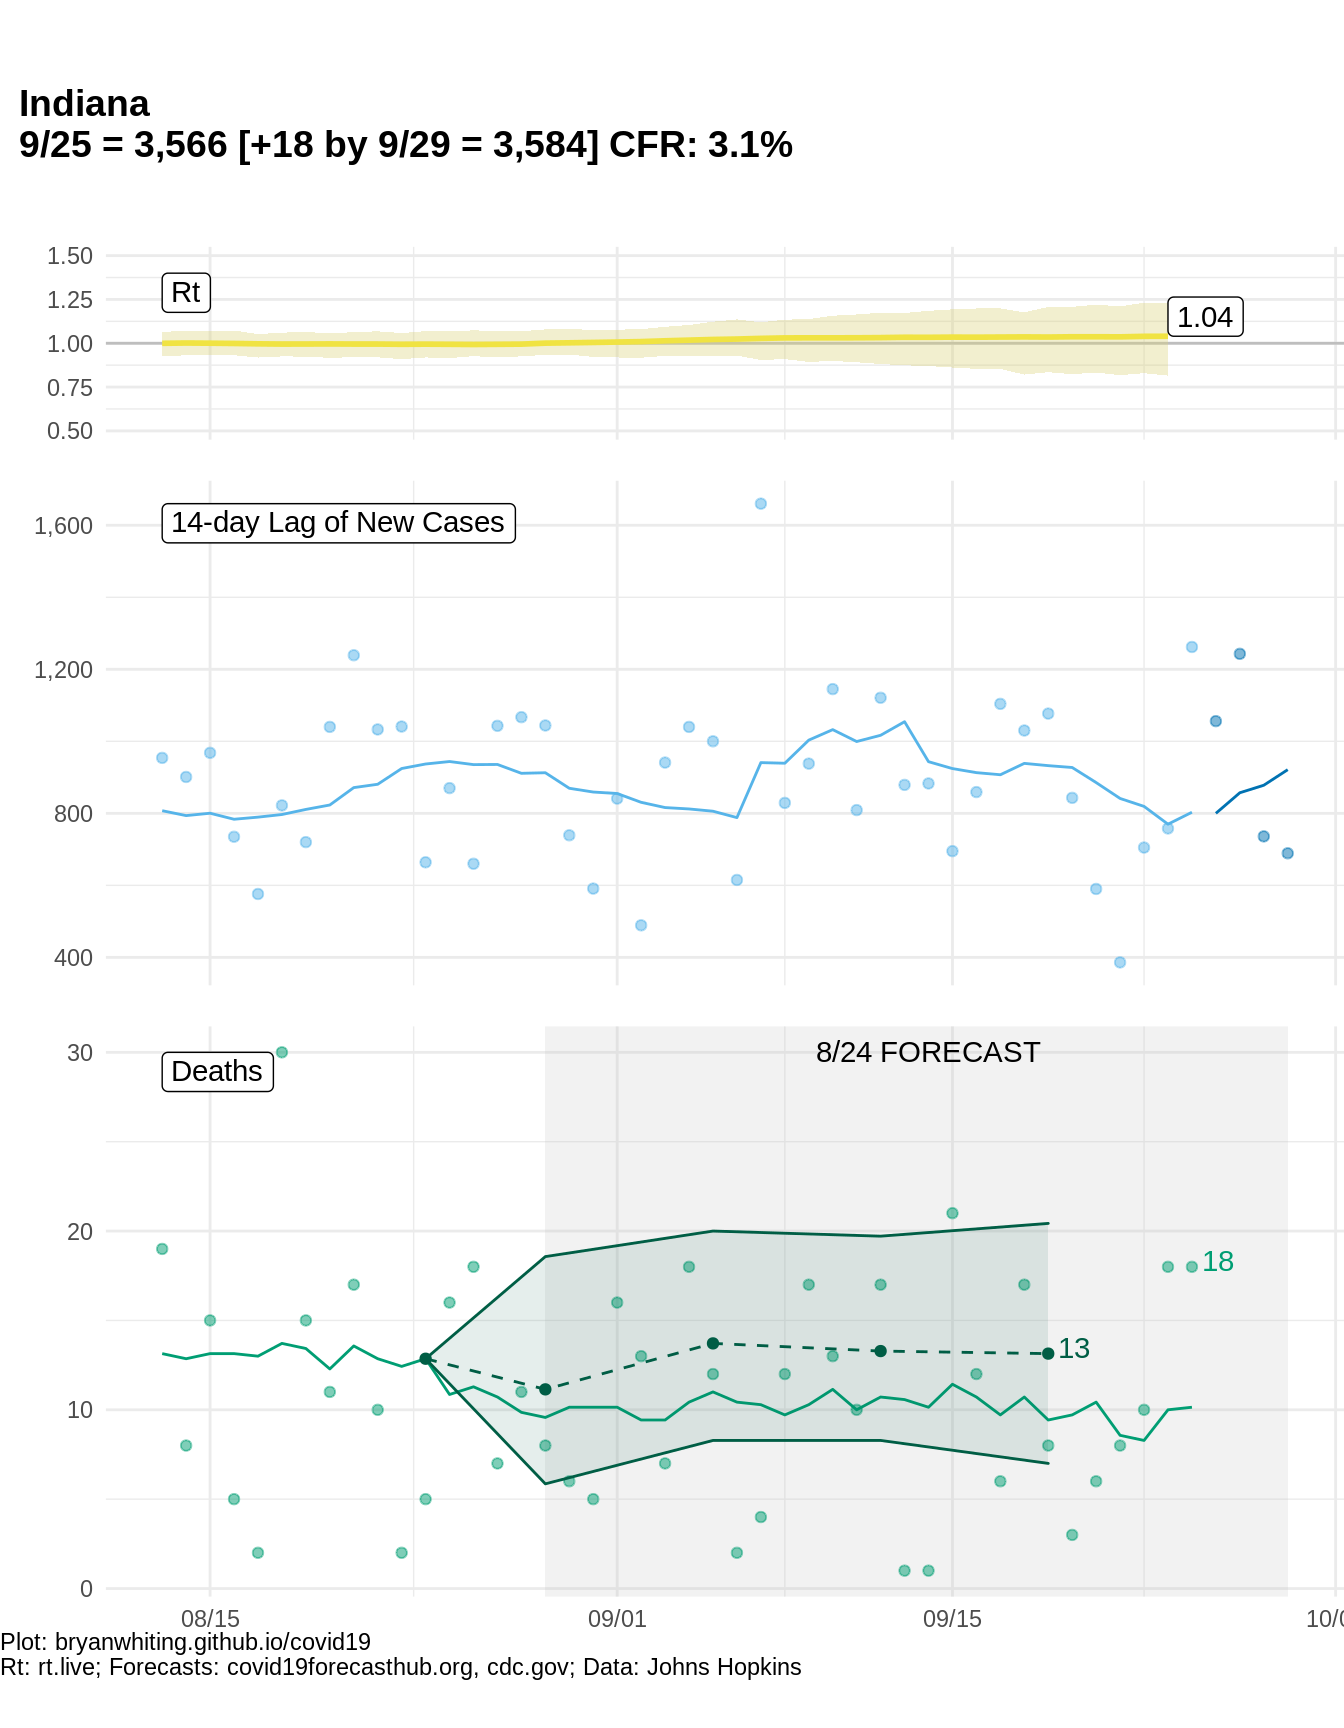 Indiana
9/25 = 3,566 [+18 by 9/29 = 3,584] CFR: 3.1%
1.50
1.25
1.00
0.75
0.50
Rt
1.04
1,600
1,200
800
400
14-day Lag of New Cases
30
20
10
0
Deaths
8/24 FORECAST
18
13
08/15
09/01
09/15
10/0
Plot: bryanwhiting.github.io/covid19
Rt: rt.live; Forecasts: covid19forecasthub.org, cdc.gov; Data: Johns Hopkins